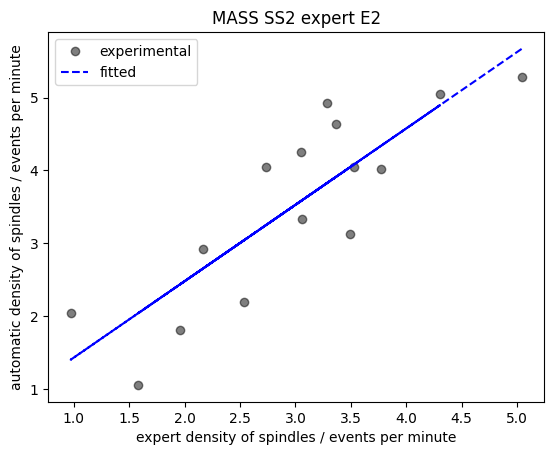 MASS SS2 expert E2
experimental
fitted
automatic density of spindles / events per minute
5
4
3
2
1
1.0 1.5 2.0 2.5 3.0 3.5 4.0 4.5 5.0
expert density of spindles / events per minute